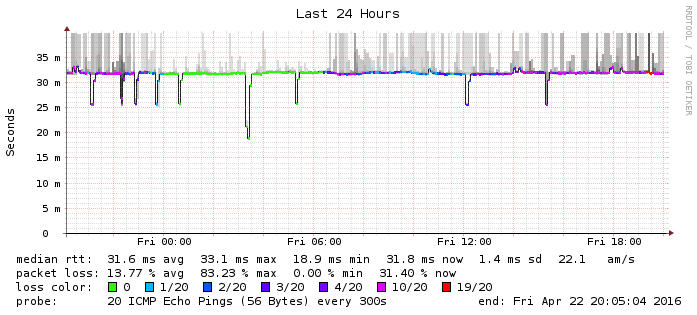 Last 24 Hours
RRDTOOL / TOBI OETIKER
Seconds
35 m
30 m
25 m
20 m
15 m
10 m
5 m
0
Fri 00:00 Fri 06:00 Fri 12:00 Fri 18:00
median rtt: 31.6 ms avg 33.1 ms max 18.9 ms min 31.8 ms now 1.4 ms sd 22.1 am/s
packet loss: 13.77 % avg 83.23 % max 0.00 % min 31.40 % now
loss color: 0 1/20 2/20 3/20 4/20 10/20 19/20
probe: 20 ICMP Echo Pings (56 Bytes) every 300s end: Fri Apr 22 20:05:04 2016